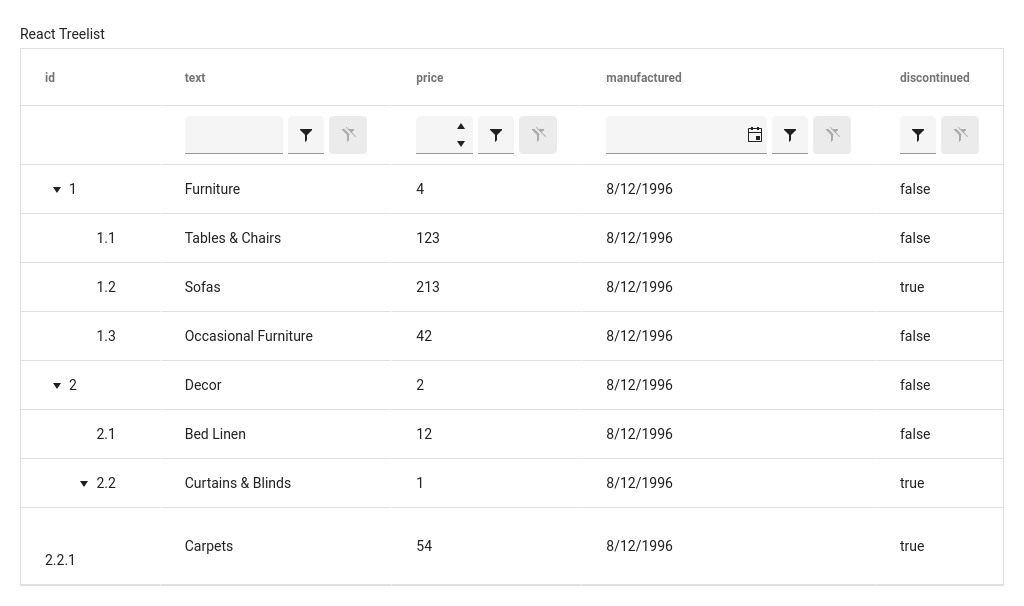 React Treelist
id text price manufactured discontinued
1 Furniture 4 8/12/1996 false
1.1 Tables & Chairs 123 8/12/1996 false
1.2 Sofas 213 8/12/1996 true
1.3 Occasional Furniture 42 8/12/1996 false
2 Decor 2 8/12/1996 false
2.1 Bed Linen 12 8/12/1996 false
2.2 Curtains & Blinds 1 8/12/1996 true
2.2.1 Carpets 54 8/12/1996 true